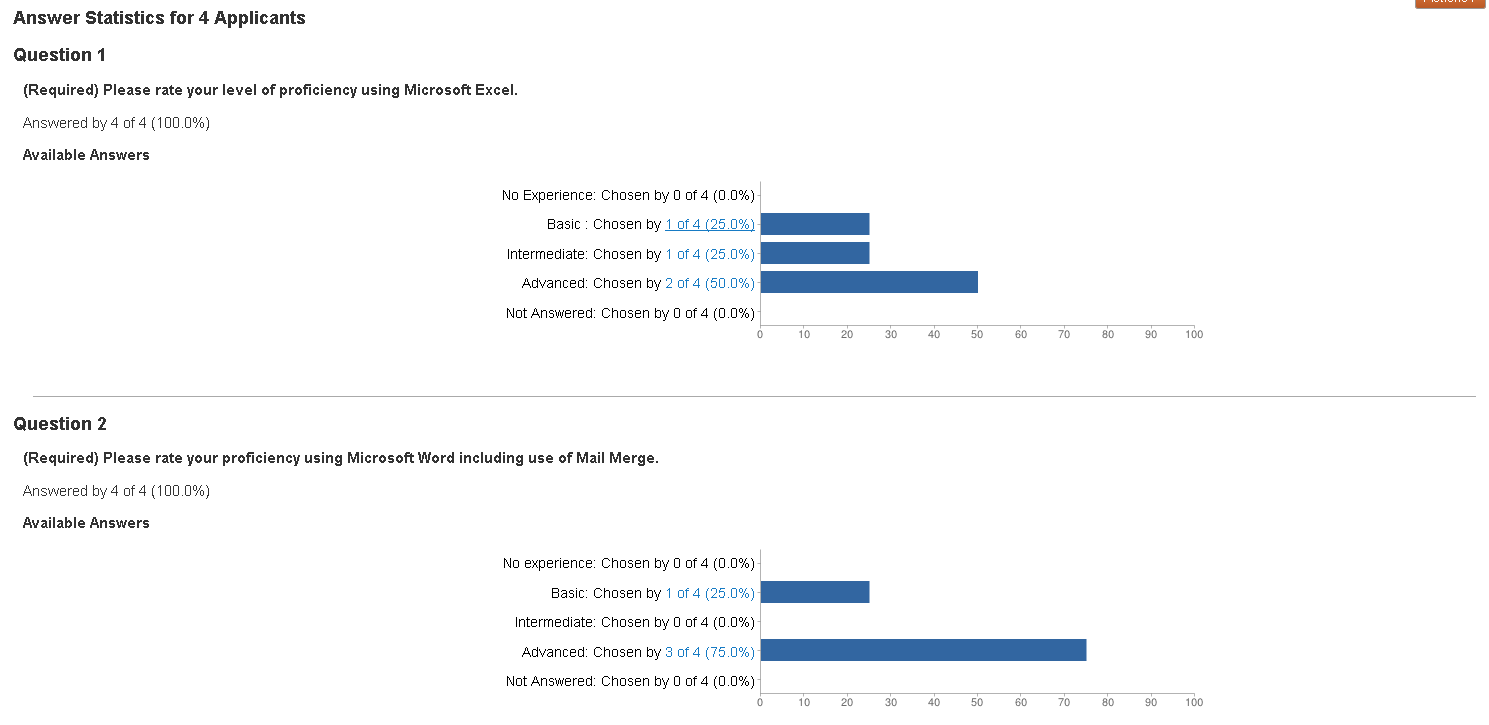 Answer Statistics for 4 Applicants
Question 1
(Required) Please rate your level of proficiency using Microsoft Excel.
Answered by 4 of 4 (100.0%)
Available Answers
No Experience: Chosen by 0 of 4 (0.0%)
Basic : Chosen by 1 of 4 (25.0%)
Intermediate: Chosen by 1 of 4 (25.0%)
Advanced: Chosen by 2 of 4 (50.0%)
Not Answered: Chosen by 0 of 4 (0.0%)
0 10 20 30 40 50 60 70 80 90 100
Question 2
(Required) Please rate your proficiency using Microsoft Word including use of Mail Merge.
Answered by 4 of 4 (100.0%)
Available Answers
No experience: Chosen by 0 of 4 (0.0%)
Basic: Chosen by 1 of 4 (25.0%)
Intermediate: Chosen by 0 of 4 (0.0%)
Advanced: Chosen by 3 of 4 (75.0%)
Not Answered: Chosen by 0 of 4 (0.0%)
0 10 20 30 40 50 60 70 80 90 100